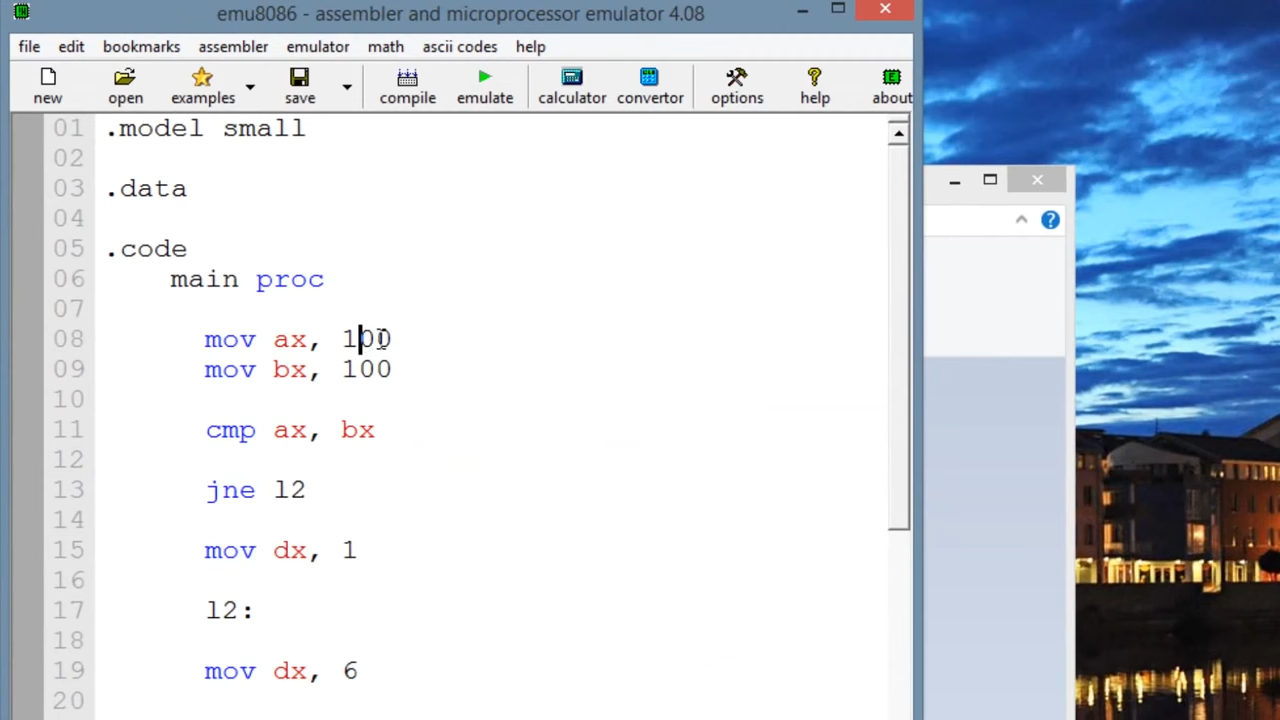 emu8086 - assembler and microprocessor emulator 4.08
file edit bookmarks assembler emulator math ascii codes help
new open examples save compile emulate calculator convertor options help about
01 .model small
02
03 .data
04
05 .code
06 main proc
07
08 mov ax, 100
09 mov bx, 100
10
11 cmp ax, bx
12
13 jne l2
14
15 mov dx, 1
16
17 l2:
18
19 mov dx, 6
20